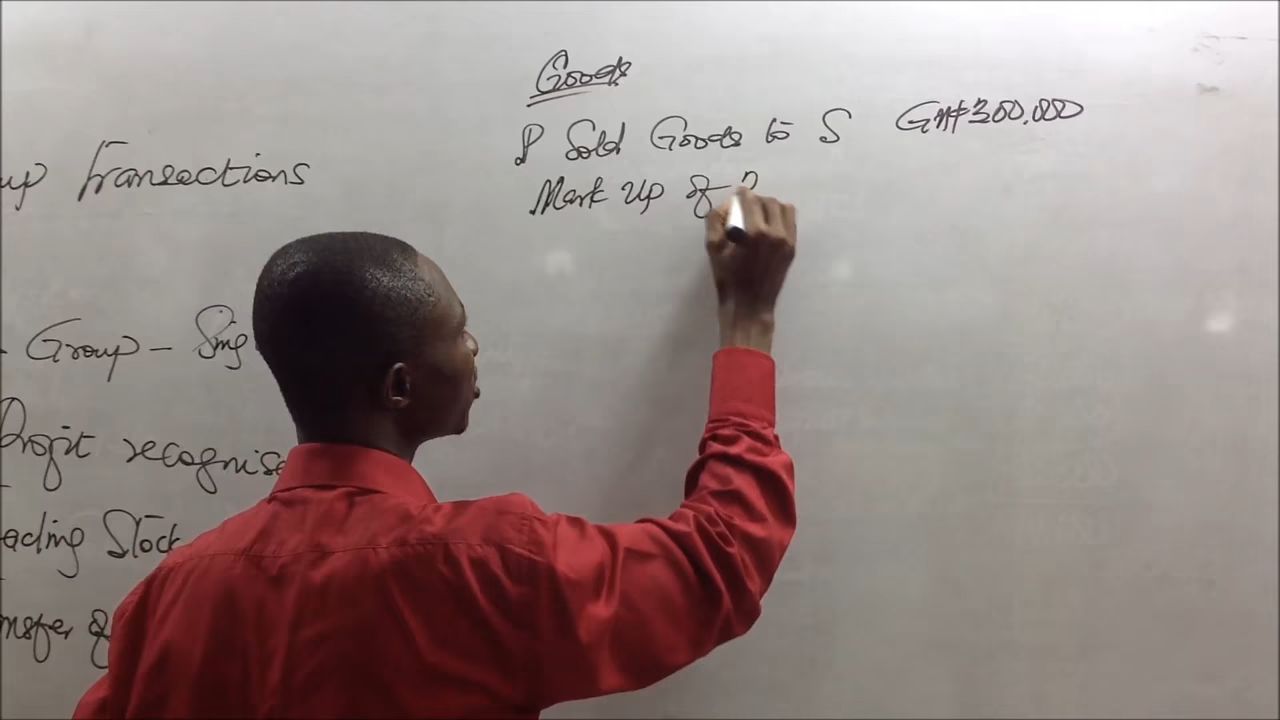 up Transactions
- Group - Sing
Profit recognise
ading Stock
nsfer of
Goods
P Sold Goods to S GH¢300,000
Mark up of